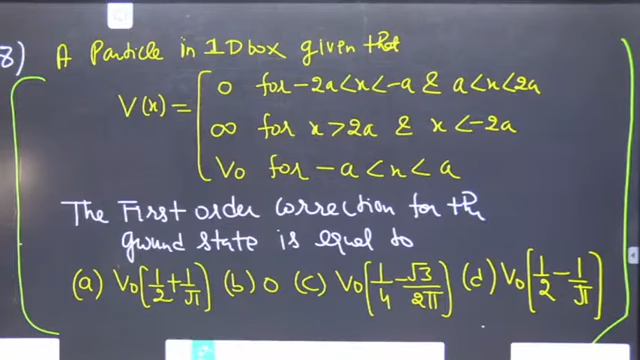 8) A Particle in 1D box given that
V(x) = { 0 for -2a<x<-a & a<x<2a
∞ for x>2a & x<-2a
V0 for -a<x<a
The First order correction for the
ground state is equal to
(a) V0[1/2+1/π] (b) 0 (c) V0[1/4-√3/2π] (d) V0[1/2-1/π]